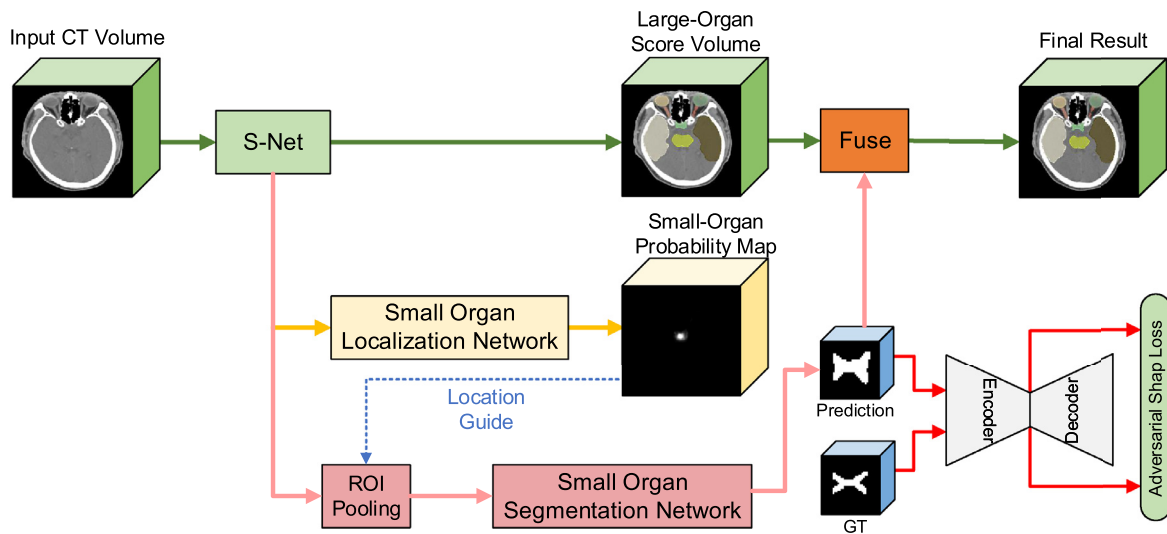 Input CT Volume
Large-Organ
Score Volume
Final Result
S-Net
Fuse
Small-Organ
Probability Map
Small Organ
Localization Network
Location
Guide
Prediction
Encoder
Decoder
Adversarial Shap Loss
ROI
Pooling
Small Organ
Segmentation Network
GT